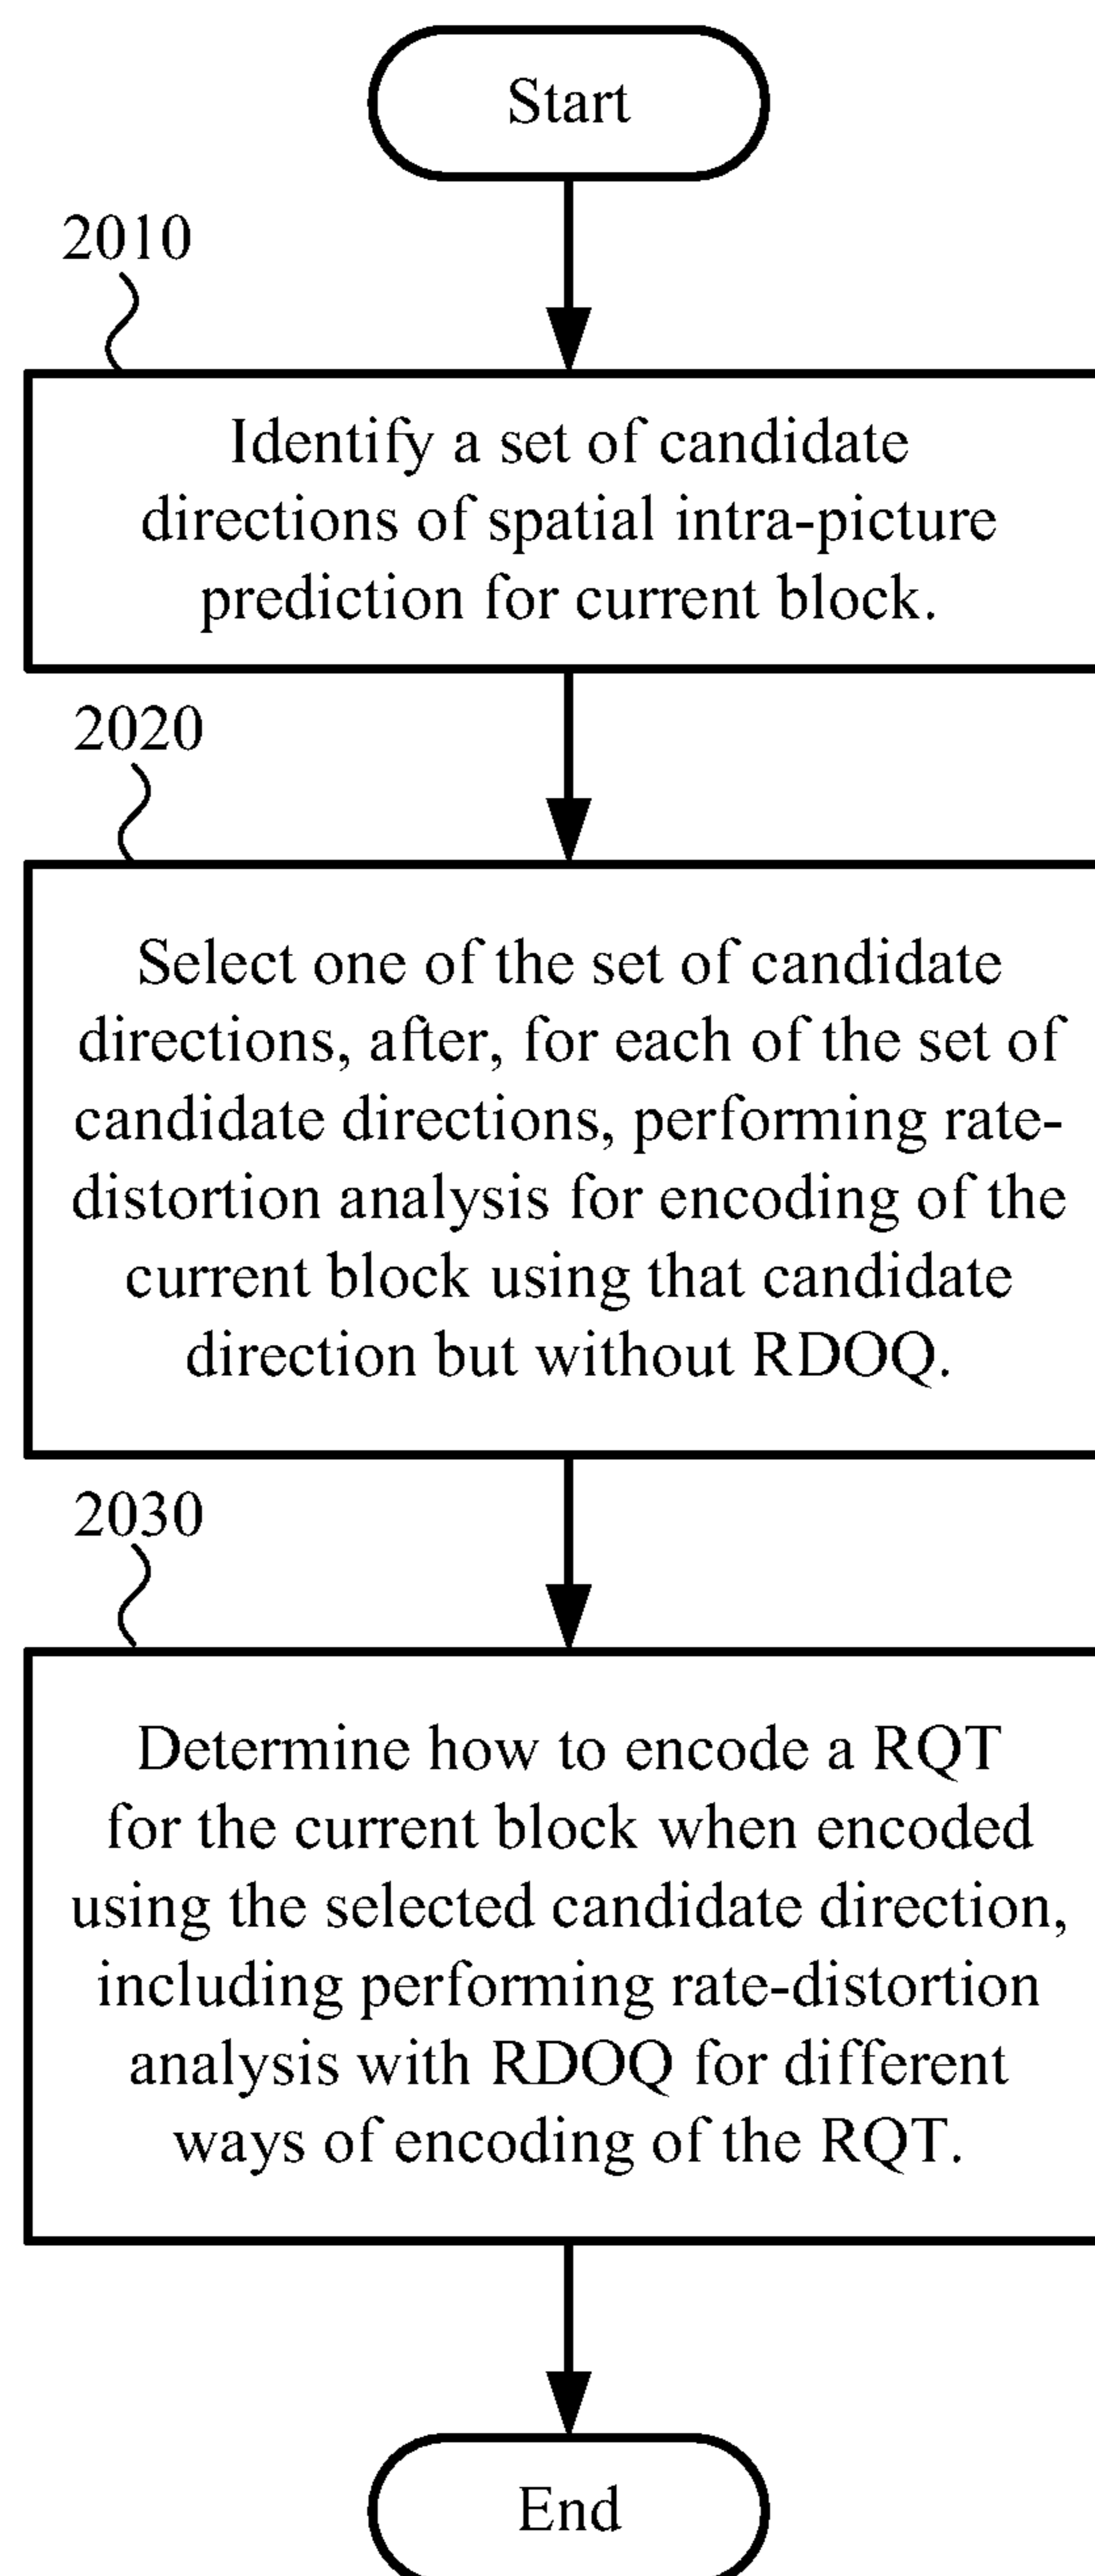 Start
2010
Identify a set of candidate
directions of spatial intra-picture
prediction for current block.
2020
Select one of the set of candidate
directions, after, for each of the set of
candidate directions, performing rate-
distortion analysis for encoding of the
current block using that candidate
direction but without RDOQ.
2030
Determine how to encode a RQT
for the current block when encoded
using the selected candidate direction,
including performing rate-distortion
analysis with RDOQ for different
ways of encoding of the RQT.
End